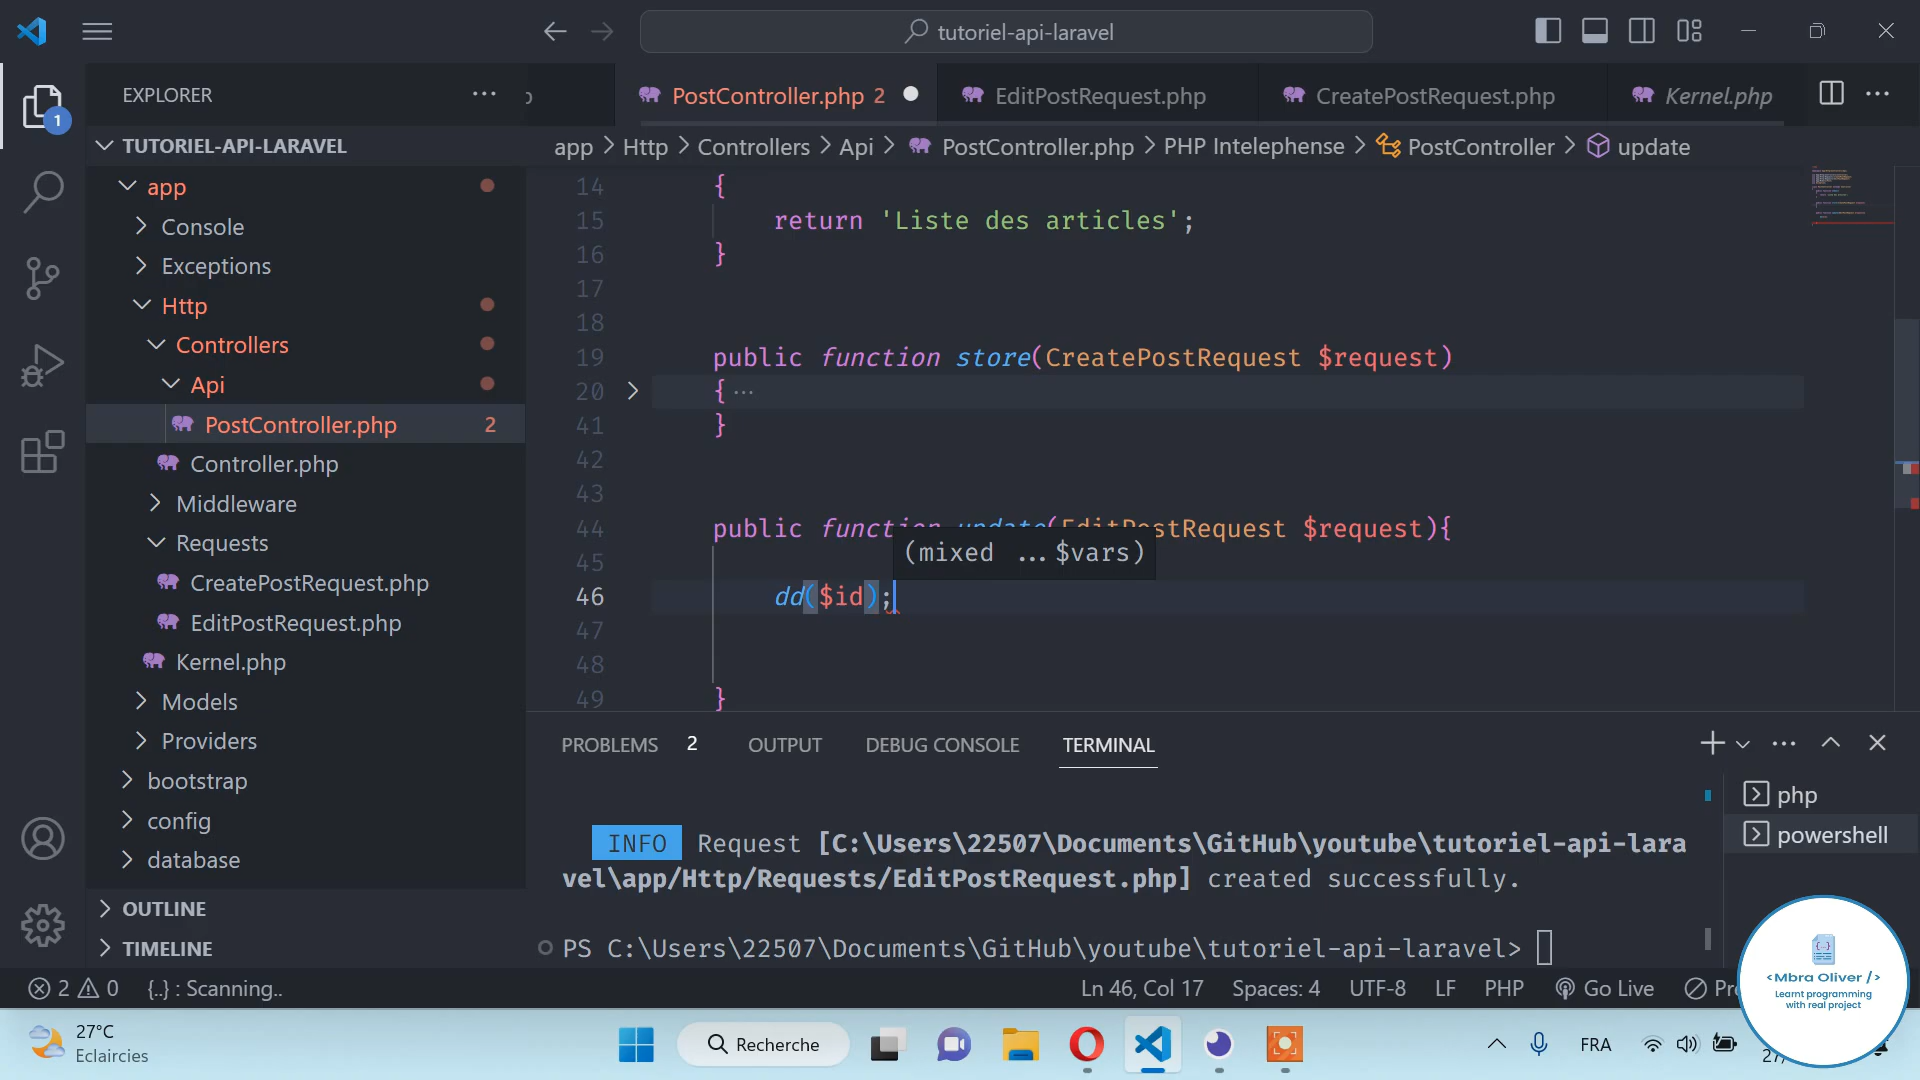 tutoriel-api-laravel
EXPLORER
PostController.php 2
EditPostRequest.php
CreatePostRequest.php
Kernel.php
1
TUTORIEL-API-LARAVEL
app > Http > Controllers > Api > PostController.php > PHP Intelephense > PostController > update
app
Console
Exceptions
Http
Controllers
Api
PostController.php 2
Controller.php
Middleware
Requests
CreatePostRequest.php
EditPostRequest.php
Kernel.php
Models
Providers
bootstrap
config
database
OUTLINE
TIMELINE
14 {
15 return 'Liste des articles';
16 }
17
18
19 public function store(CreatePostRequest $request)
20 { ...
41 }
42
43
44 public function update(EditPostRequest $request){
(mixed ...$vars)
45
46 dd($id);
47
48
49 }
PROBLEMS 2 OUTPUT DEBUG CONSOLE TERMINAL
INFO Request [C:\Users\22507\Documents\GitHub\youtube\tutoriel-api-lara
vel\app/Http/Requests/EditPostRequest.php] created successfully.
PS C:\Users\22507\Documents\GitHub\youtube\tutoriel-api-laravel>
php
powershell
{...}
<Mbra Oliver />
Learnt programming
with real project
2 0 {..} : Scanning.. Ln 46, Col 17 Spaces: 4 UTF-8 LF PHP Go Live
27°C
Eclaircies
Recherche
FRA